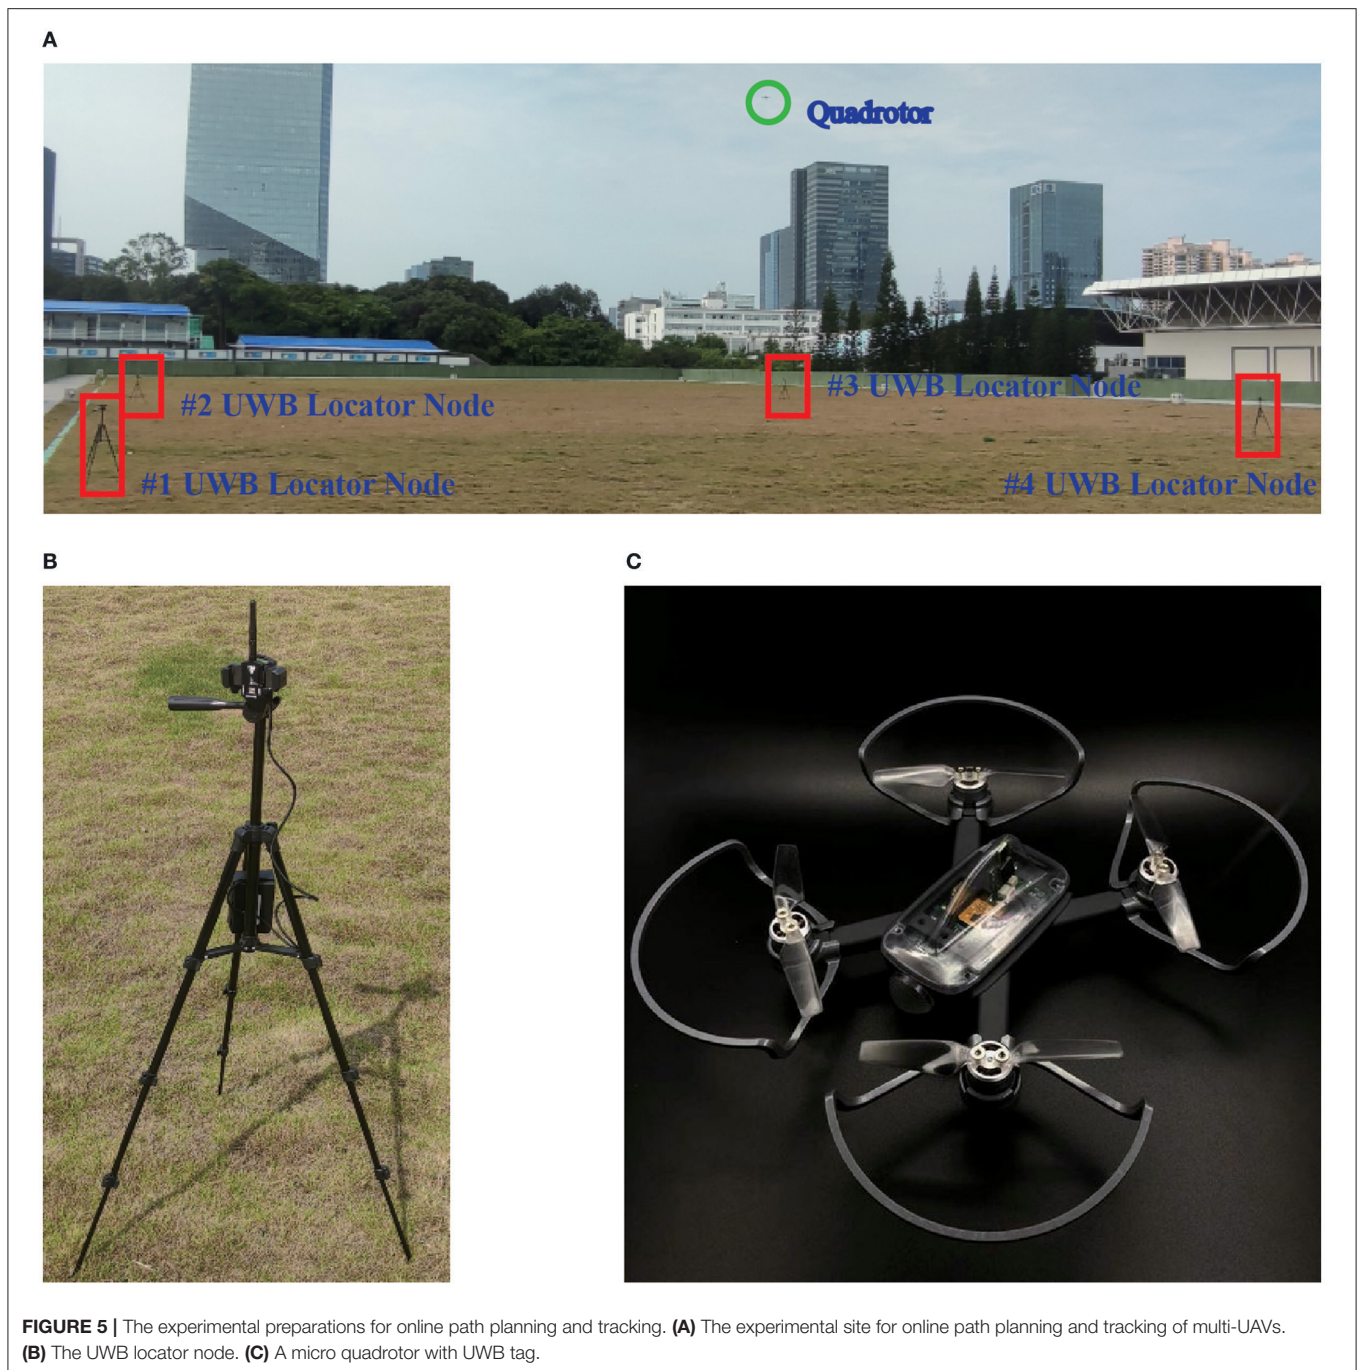 A
Quadrotor
#3 UWB Locator Node
#2 UWB Locator Node
#1 UWB Locator Node
#4 UWB Locator Node
B
C
FIGURE 5 | The experimental preparations for online path planning and tracking. (A) The experimental site for online path planning and tracking of multi-UAVs.
(B) The UWB locator node. (C) A micro quadrotor with UWB tag.